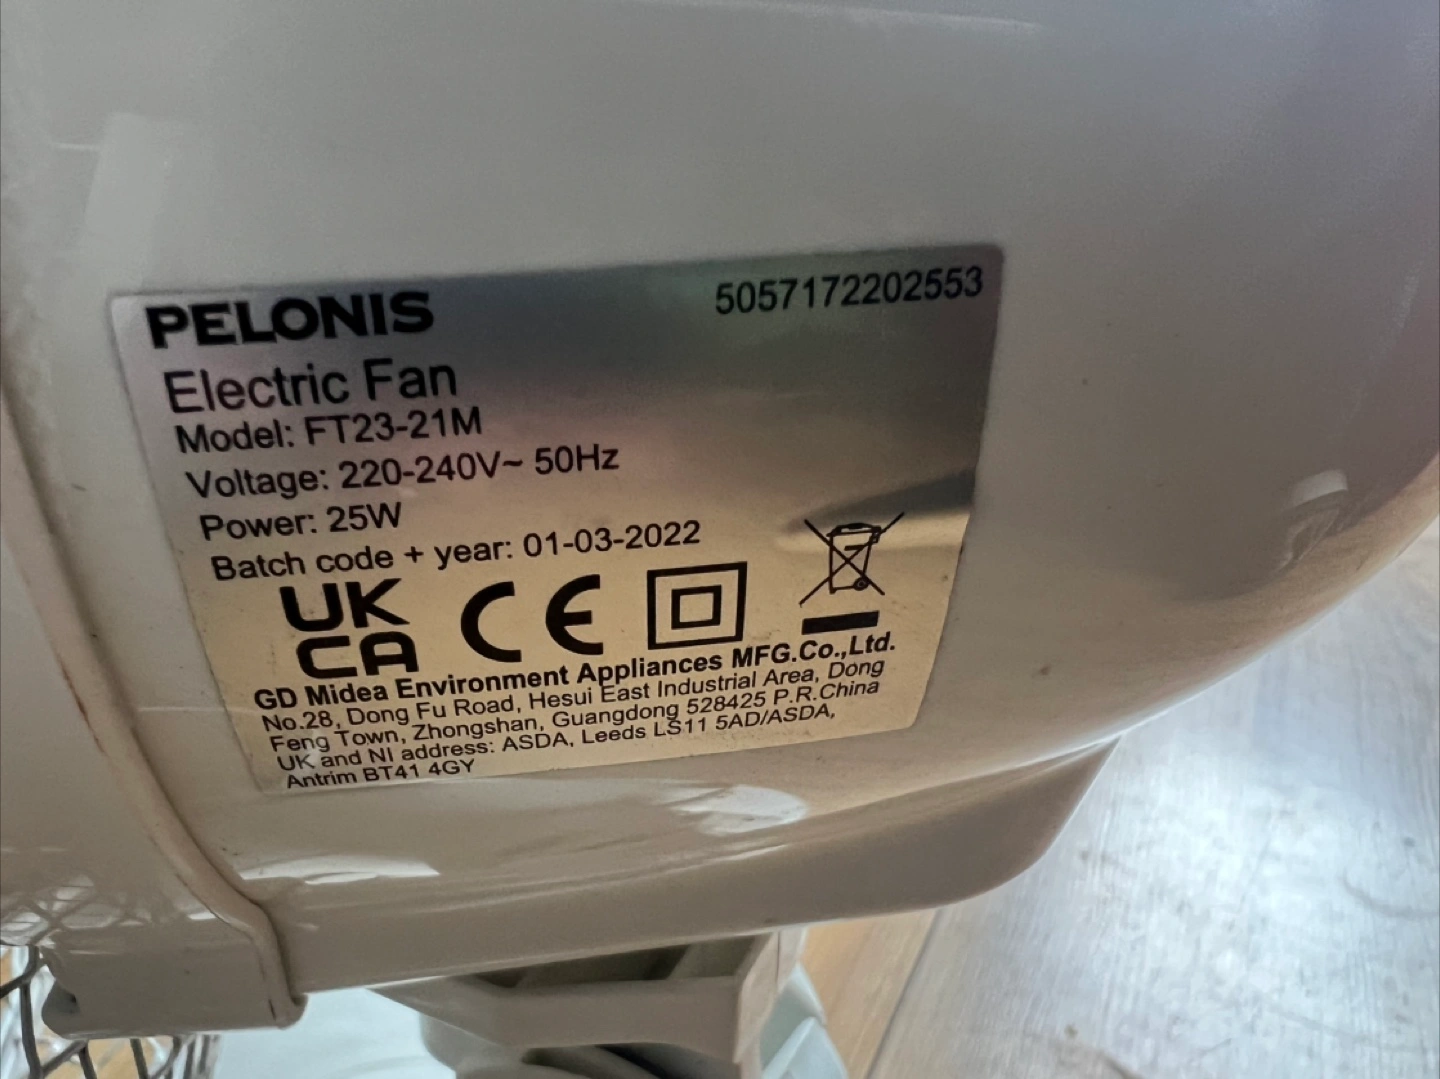 PELONIS
5057172202553
Electric Fan
Model: FT23-21M
Voltage: 220-240V~ 50Hz
Power: 25W
Batch code + year: 01-03-2022
UK
CA
CE
GD Midea Environment Appliances MFG.Co.,Ltd.
No.28, Dong Fu Road, Hesui East Industrial Area, Dong
Feng Town, Zhongshan, Guangdong 528425 P.R.China
UK and NI address: ASDA, Leeds LS11 5AD/ASDA,
Antrim BT41 4GY